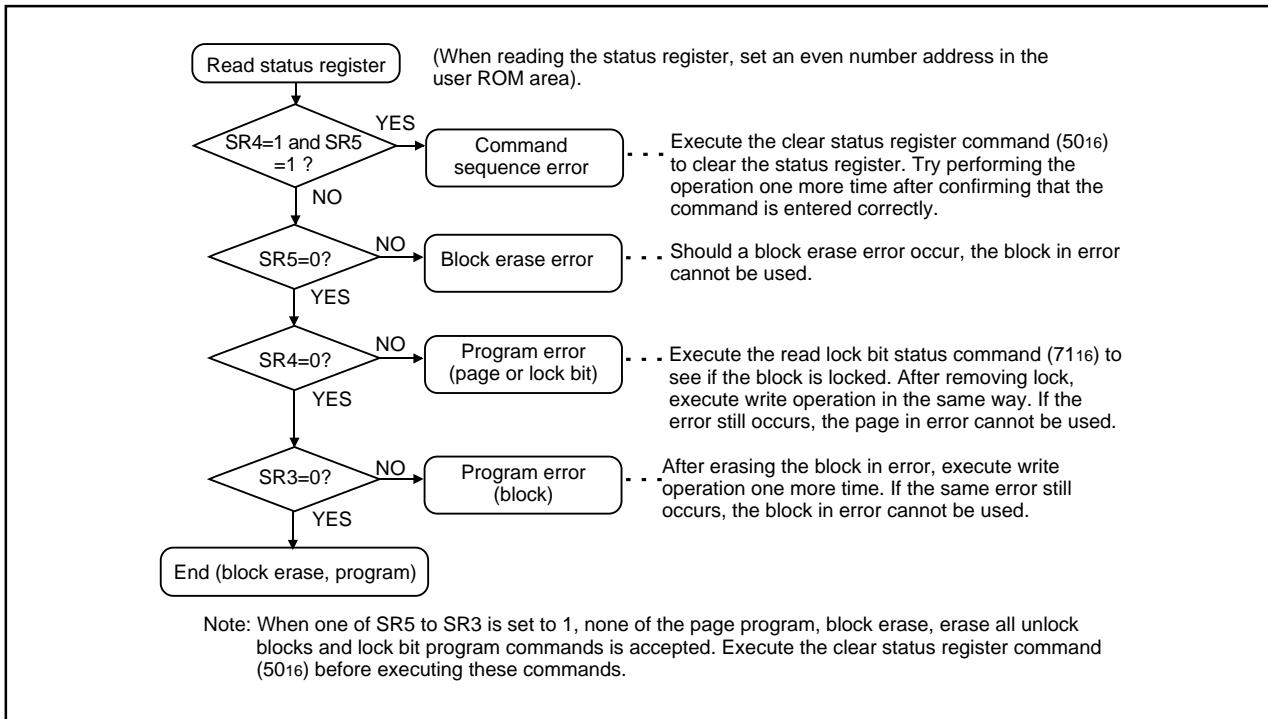 Read status register
(When reading the status register, set an even number address in the
user ROM area).
SR4=1 and SR5
=1 ?
YES
NO
Command
sequence error
Execute the clear status register command (5016)
to clear the status register. Try performing the
operation one more time after confirming that the
command is entered correctly.
SR5=0?
NO
YES
Block erase error
Should a block erase error occur, the block in error
cannot be used.
SR4=0?
NO
YES
Program error
(page or lock bit)
Execute the read lock bit status command (7116) to
see if the block is locked. After removing lock,
execute write operation in the same way. If the
error still occurs, the page in error cannot be used.
SR3=0?
NO
YES
Program error
(block)
After erasing the block in error, execute write
operation one more time. If the same error still
occurs, the block in error cannot be used.
End (block erase, program)
Note: When one of SR5 to SR3 is set to 1, none of the page program, block erase, erase all unlock
blocks and lock bit program commands is accepted. Execute the clear status register command
(5016) before executing these commands.